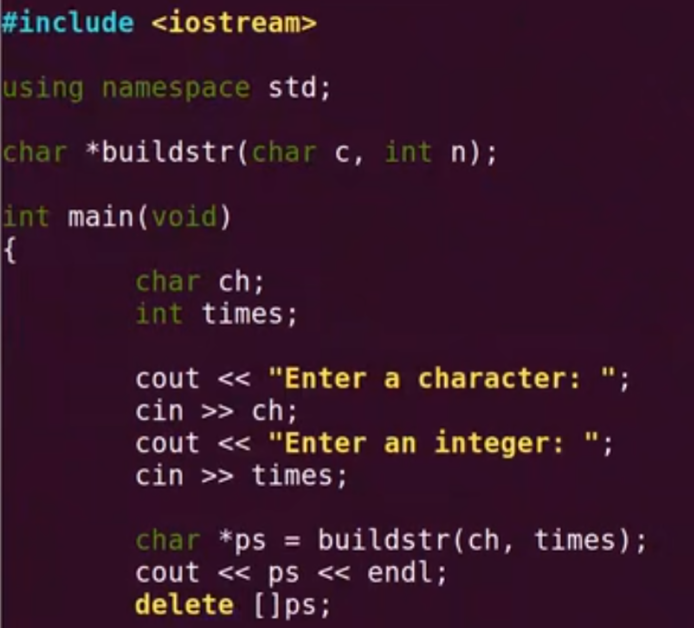 #include <iostream>
using namespace std;
char *buildstr(char c, int n);
int main(void)
{
char ch;
int times;
cout << "Enter a character: ";
cin >> ch;
cout << "Enter an integer: ";
cin >> times;
char *ps = buildstr(ch, times);
cout << ps << endl;
delete []ps;